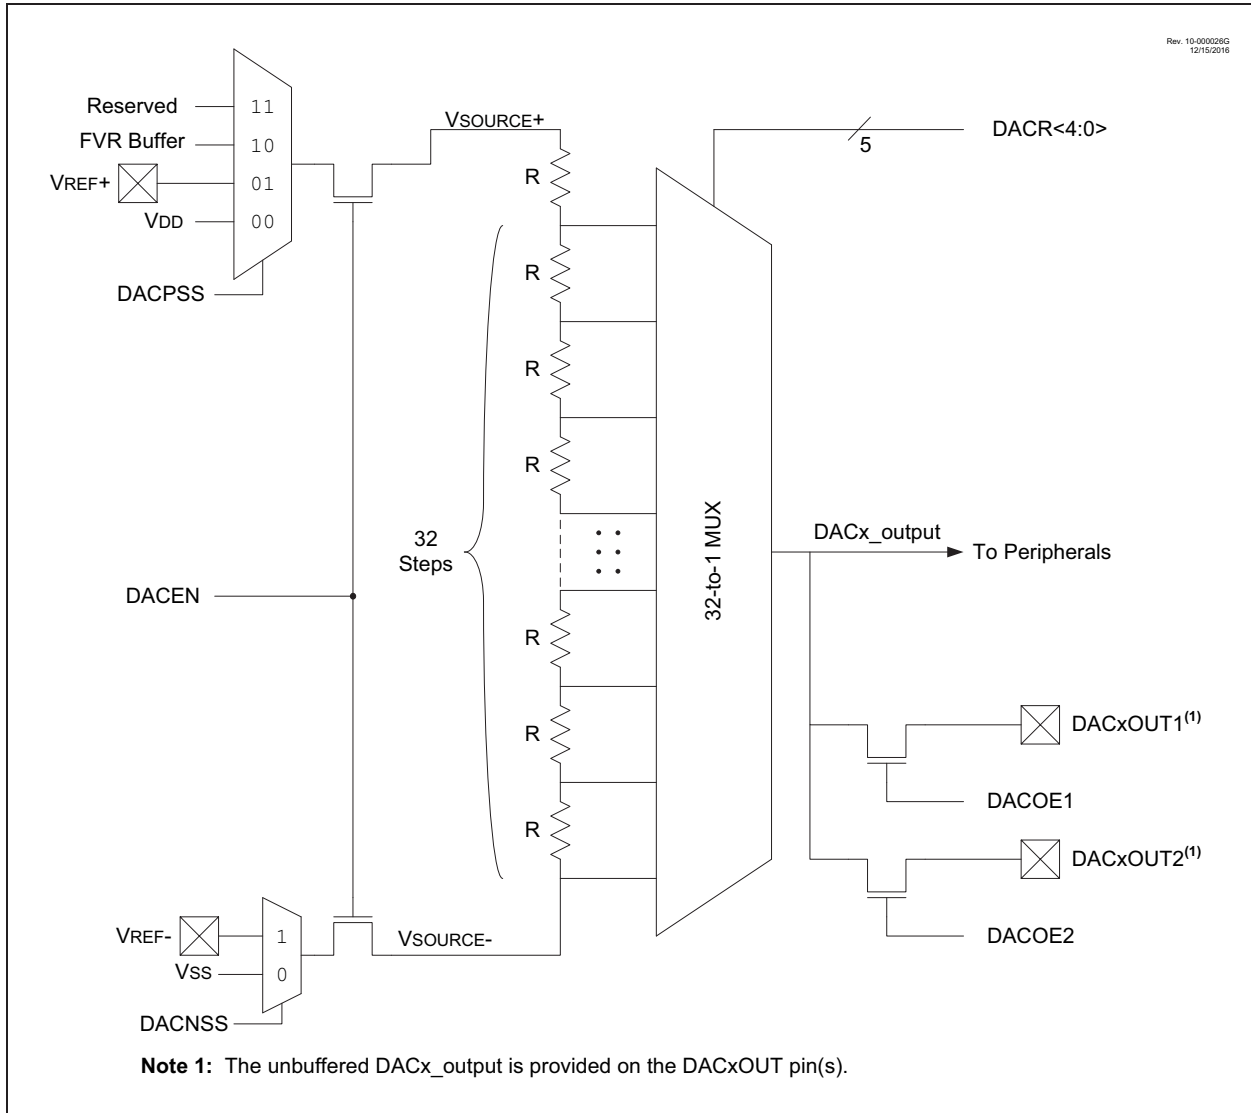 Rev. 10-000026G
12/15/2016
Reserved
11
FVR Buffer
10
VREF+
01
VDD
00
DACPSS
VSOURCE+
R
R
R
R
5
DACR<4:0>
32
Steps
32-to-1 MUX
DACx_output
To Peripherals
DACEN
R
R
R
DACxOUT1(1)
DACOE1
DACxOUT2(1)
DACOE2
VREF-
1
VSS
0
DACNSS
VSOURCE-
Note 1: The unbuffered DACx_output is provided on the DACxOUT pin(s).